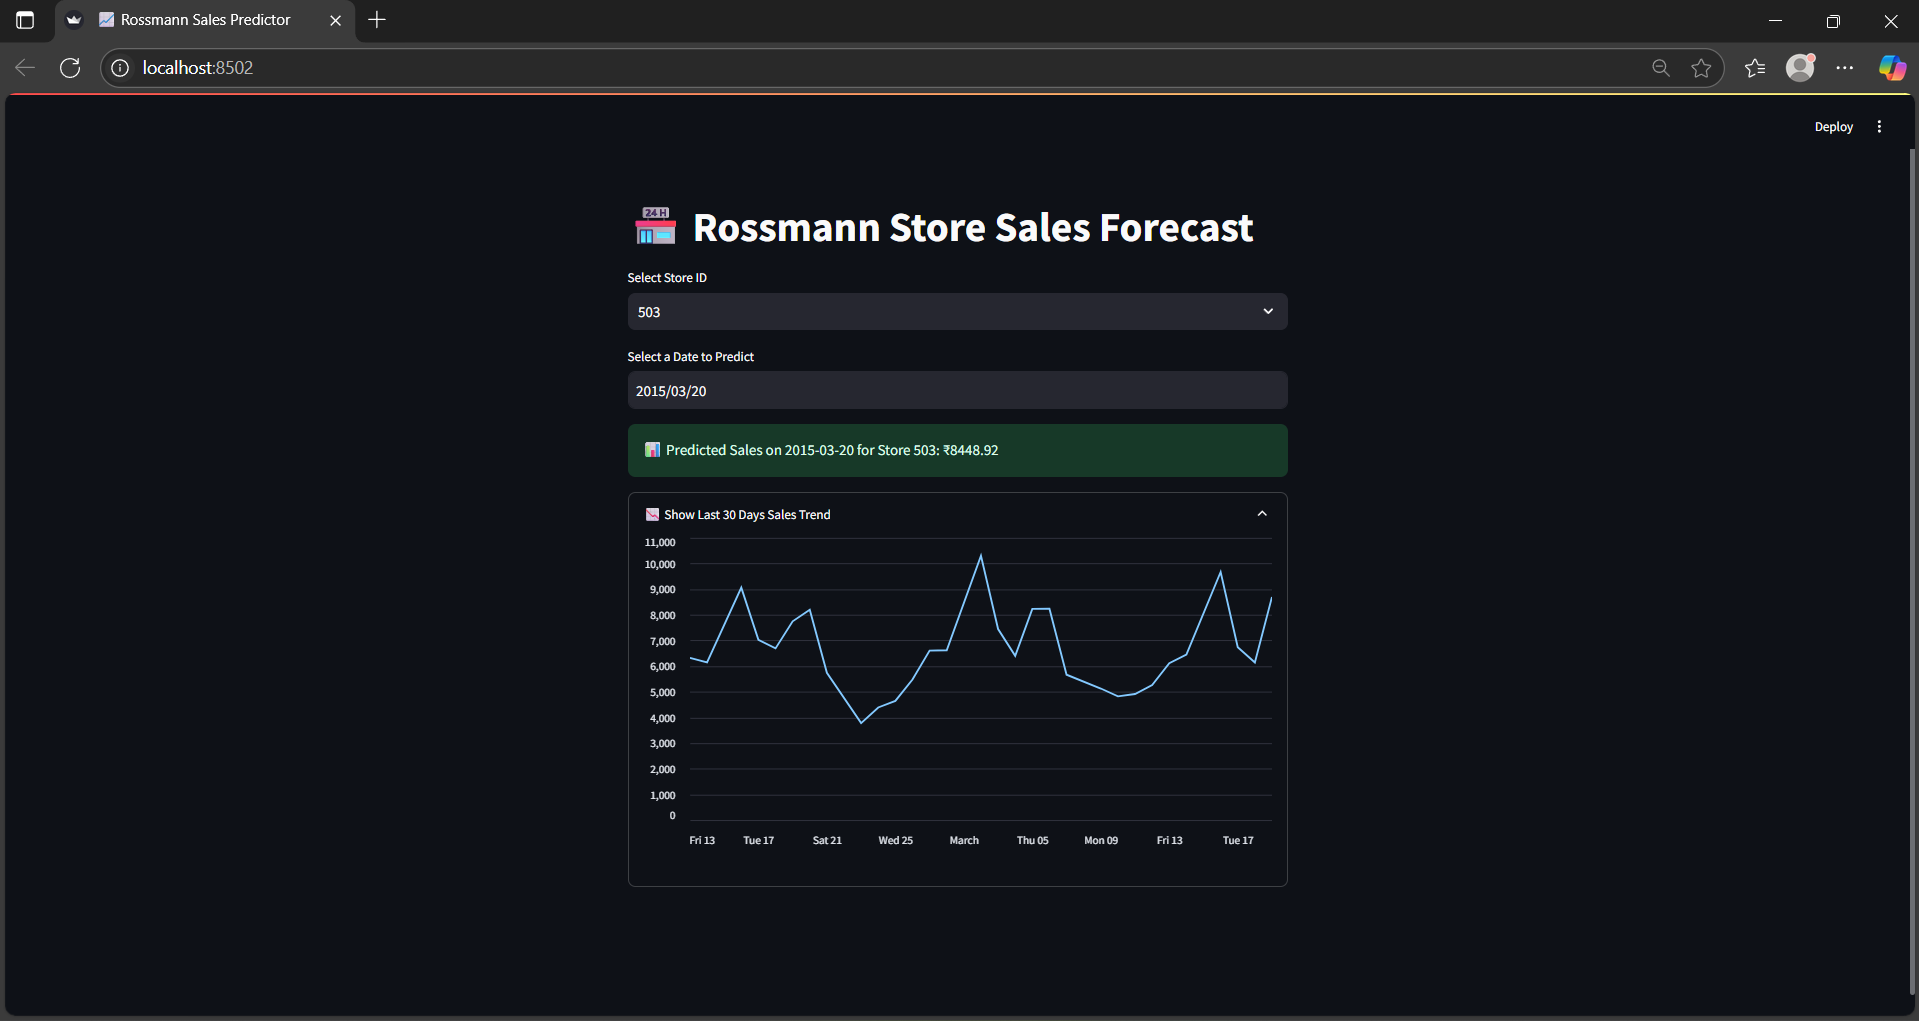 Rossmann Sales Predictor
localhost:8502
Deploy
24 H
Rossmann Store Sales Forecast
Select Store ID
503
Select a Date to Predict
2015/03/20
Predicted Sales on 2015-03-20 for Store 503: ₹8448.92
Show Last 30 Days Sales Trend
11,000
10,000
9,000
8,000
7,000
6,000
5,000
4,000
3,000
2,000
1,000
0
Fri 13 Tue 17 Sat 21 Wed 25 March Thu 05 Mon 09 Fri 13 Tue 17